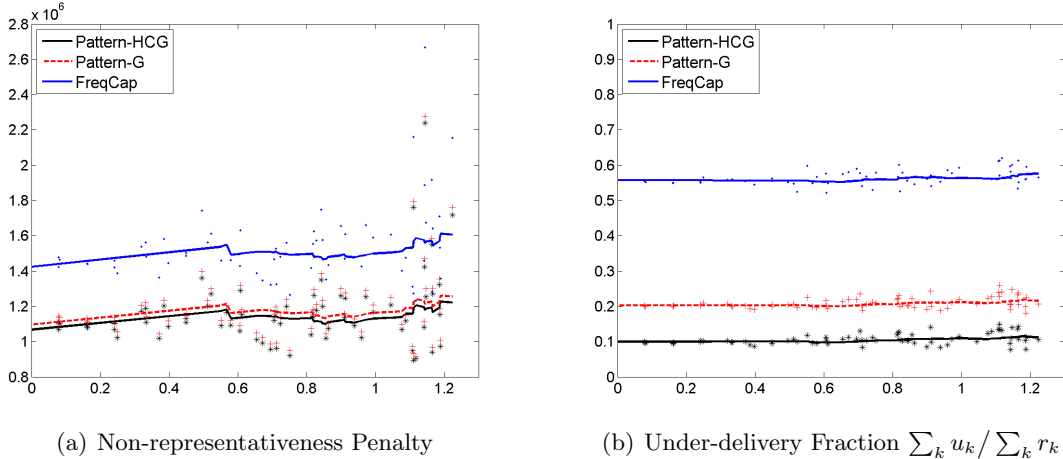 × 10⁶
2.8
2.6
2.4
2.2
2
1.8
1.6
1.4
1.2
1
0.8
0 0.2 0.4 0.6 0.8 1 1.2
Pattern-HCG
Pattern-G
FreqCap
(a) Non-representativeness Penalty
1
0.9
0.8
0.7
0.6
0.5
0.4
0.3
0.2
0.1
0
0 0.2 0.4 0.6 0.8 1 1.2
Pattern-HCG
Pattern-G
FreqCap
(b) Under-delivery Fraction ∑ₖ uₖ/ ∑ₖ rₖ